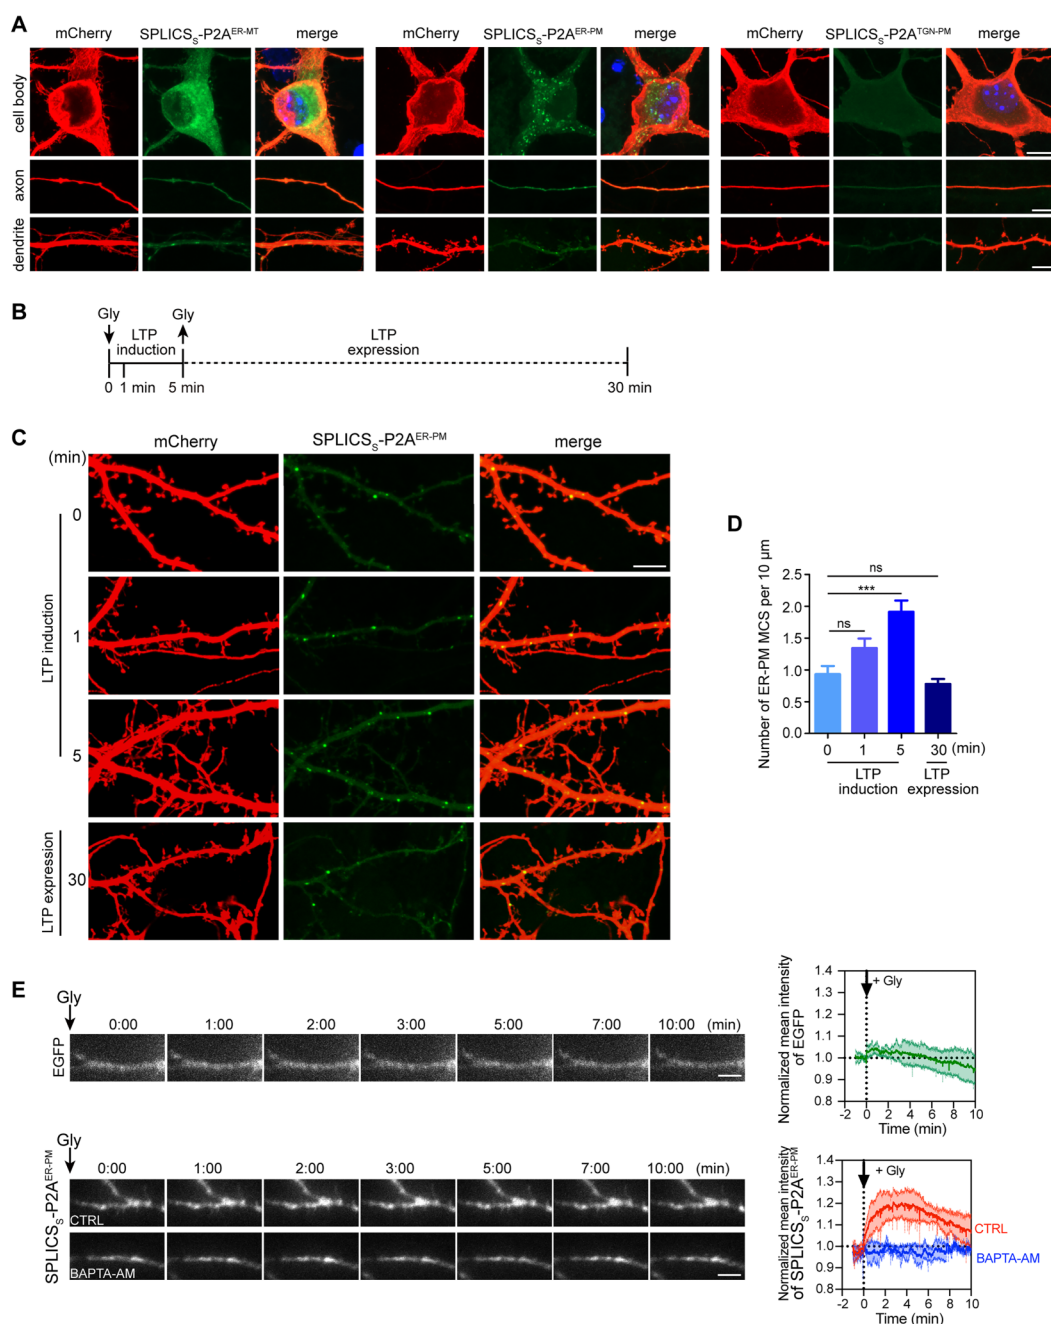 A
mCherry SPLICSS-P2AER-MT merge mCherry SPLICSS-P2AER-PM merge mCherry SPLICSS-P2ATGN-PM merge
cell body
axon
dendrite
B
Gly Gly
LTP induction
LTP expression
0 1 min 5 min 30 min
C
mCherry SPLICSS-P2AER-PM merge
(min)
0
LTP induction
1
5
LTP expression
30
D
Number of ER-PM MCS per 10 µm
2.5
2.0
1.5
1.0
0.5
0.0
ns
***
ns
0 1 5 30 (min)
LTP induction
LTP expression
E
Gly
0:00 1:00 2:00 3:00 5:00 7:00 10:00 (min)
EGFP
Normalized mean intensity of EGFP
+ Gly
1.4
1.3
1.2
1.1
1.0
0.9
0.8
-2 0 2 4 6 8 10
Time (min)
Gly
0:00 1:00 2:00 3:00 5:00 7:00 10:00 (min)
SPLICSS-P2AER-PM
CTRL
BAPTA-AM
Normalized mean intensity of SPLICSS-P2AER-PM
+ Gly
1.4
1.3
1.2
1.1
1.0
0.9
0.8
CTRL
BAPTA-AM
-2 0 2 4 6 8 10
Time (min)